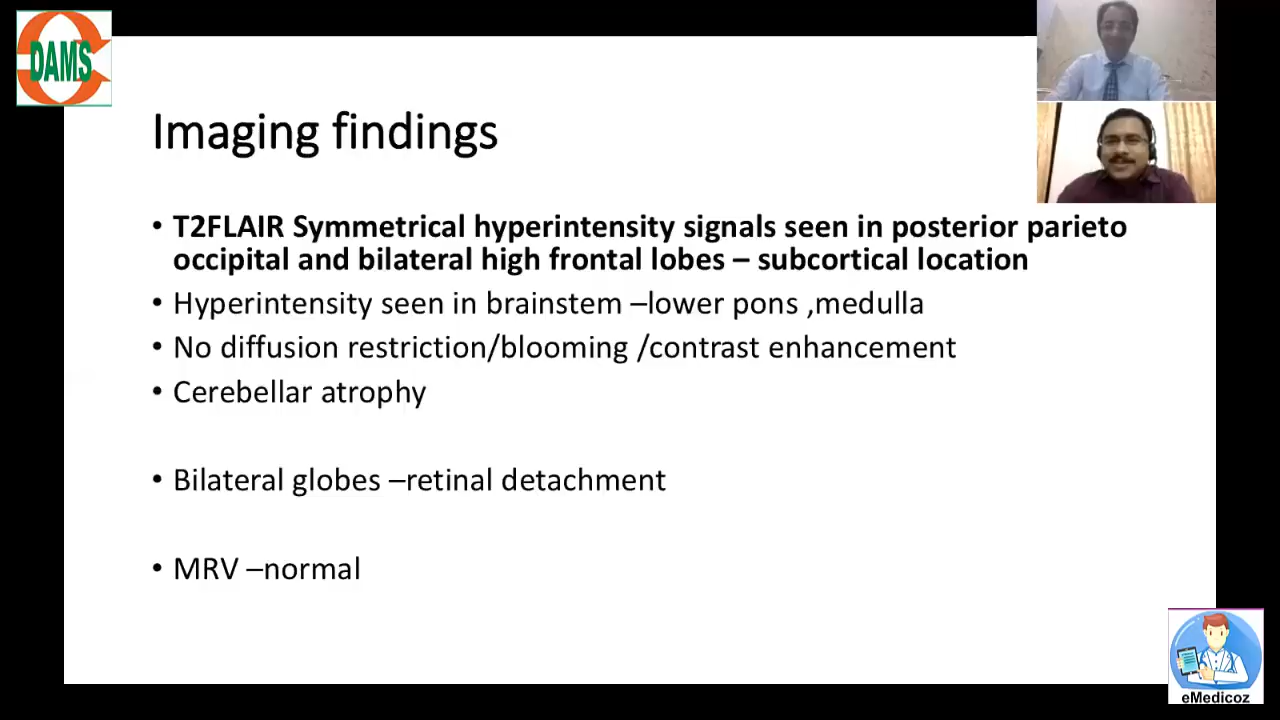 DAMS
Imaging findings
• T2FLAIR Symmetrical hyperintensity signals seen in posterior parieto
occipital and bilateral high frontal lobes – subcortical location
• Hyperintensity seen in brainstem –lower pons ,medulla
• No diffusion restriction/blooming /contrast enhancement
• Cerebellar atrophy
• Bilateral globes –retinal detachment
• MRV –normal
eMedicoz